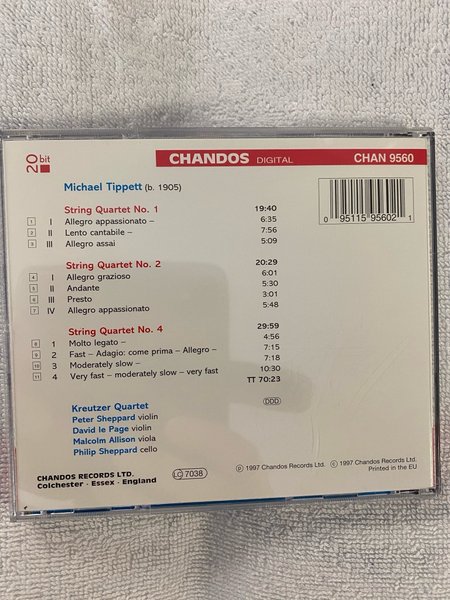 20 bit
CHANDOS DIGITAL CHAN 9560
Michael Tippett (b. 1905)
0 95115 95602 1
String Quartet No. 1 19:40
1 I Allegro appassionato – 6:35
2 II Lento cantabile – 7:56
3 III Allegro assai 5:09
String Quartet No. 2 20:29
4 I Allegro grazioso 6:01
5 II Andante 5:30
6 III Presto 3:01
7 IV Allegro appassionato 5:48
String Quartet No. 4 29:59
8 1 Molto legato – 4:56
9 2 Fast – Adagio: come prima – Allegro – 7:15
10 3 Moderately slow – 7:18
11 4 Very fast – moderately slow – very fast 10:30
TT 70:23
Kreutzer Quartet DDD
Peter Sheppard violin
David le Page violin
Malcolm Allison viola
Philip Sheppard cello
CHANDOS RECORDS LTD. LC 7038
Colchester · Essex · England
℗ 1997 Chandos Records Ltd. © 1997 Chandos Records Ltd.
Printed in the EU